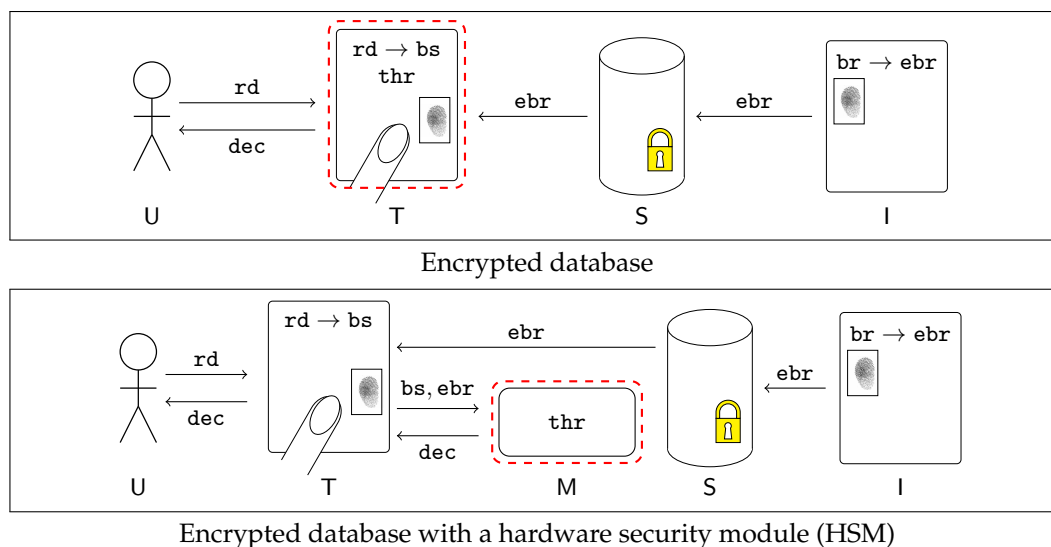 rd → bs
thr
br → ebr
rd
dec
ebr
ebr
U
T
S
I
Encrypted database
rd → bs
br → ebr
ebr
rd
dec
bs, ebr
dec
thr
ebr
U
T
M
S
I
Encrypted database with a hardware security module (HSM)